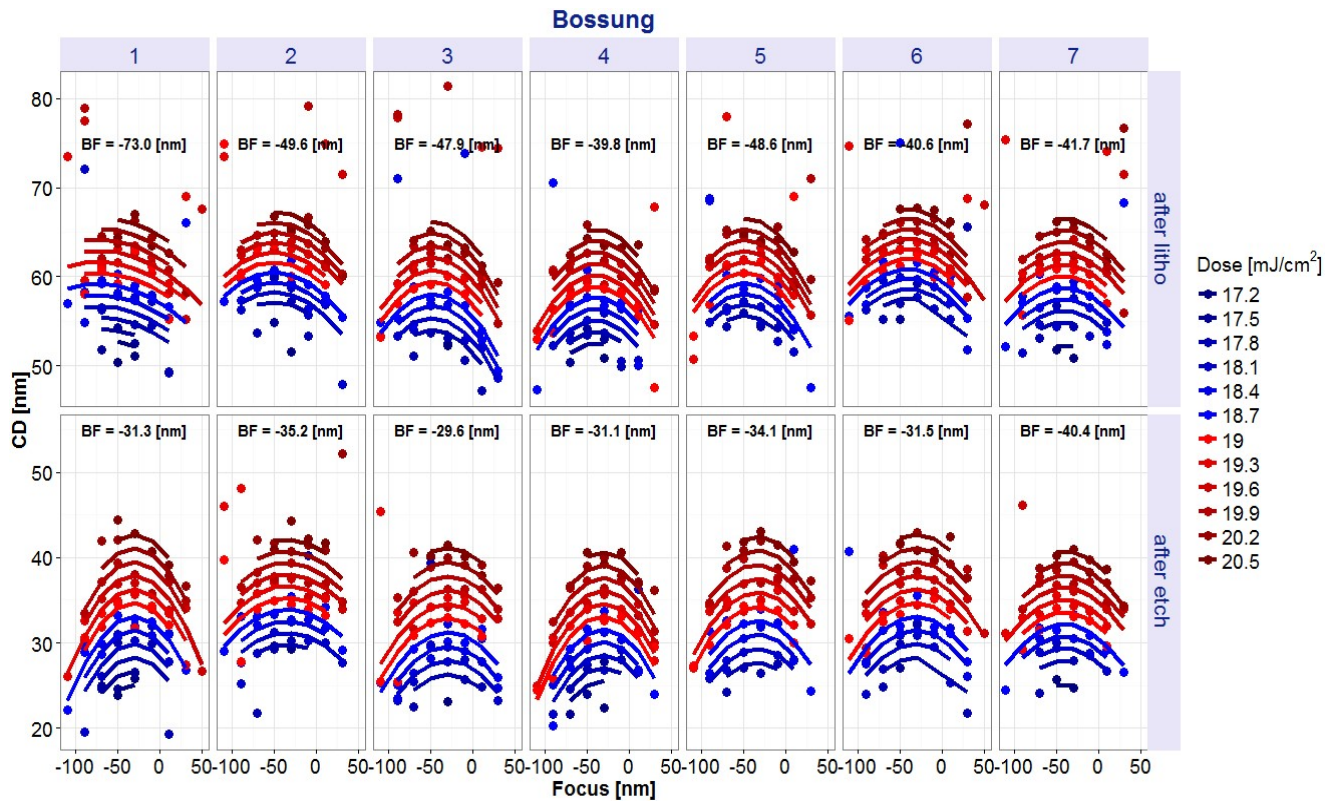 Bossung
1 2 3 4 5 6 7
80
BF = -73.0 [nm] BF = -49.6 [nm] BF = -47.9 [nm] BF = -39.8 [nm] BF = -48.6 [nm] BF = -40.6 [nm] BF = -41.7 [nm]
70
60
50
after litho
CD [nm]
BF = -31.3 [nm] BF = -35.2 [nm] BF = -29.6 [nm] BF = -31.1 [nm] BF = -34.1 [nm] BF = -31.5 [nm] BF = -40.4 [nm]
50
40
30
20
after etch
-100 -50 0 50 -100 -50 0 50 -100 -50 0 50 -100 -50 0 50 -100 -50 0 50 -100 -50 0 50 -100 -50 0 50
Focus [nm]
Dose [mJ/cm²]
17.2
17.5
17.8
18.1
18.4
18.7
19
19.3
19.6
19.9
20.2
20.5